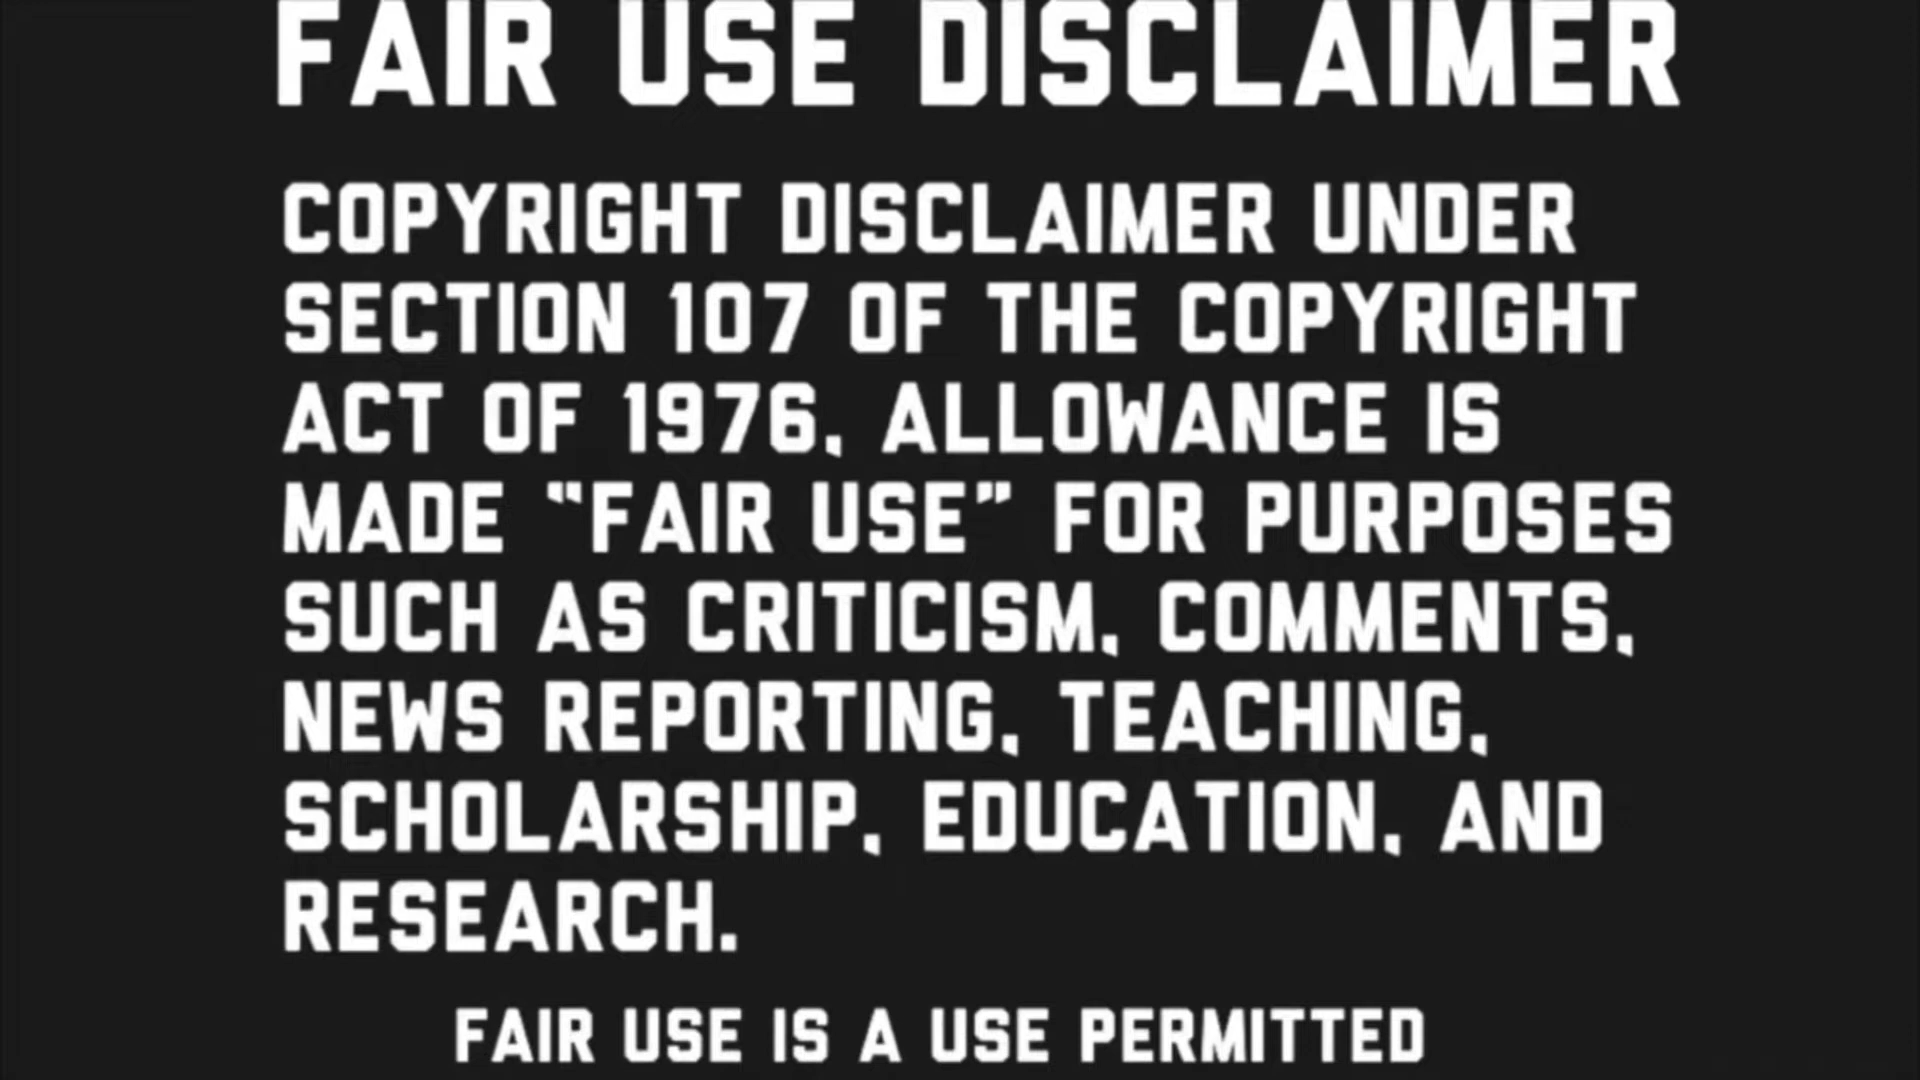 FAIR USE DISCLAIMER
COPYRIGHT DISCLAIMER UNDER
SECTION 107 OF THE COPYRIGHT
ACT OF 1976, ALLOWANCE IS
MADE “FAIR USE” FOR PURPOSES
SUCH AS CRITICISM, COMMENTS,
NEWS REPORTING, TEACHING,
SCHOLARSHIP, EDUCATION, AND
RESEARCH.
FAIR USE IS A USE PERMITTED